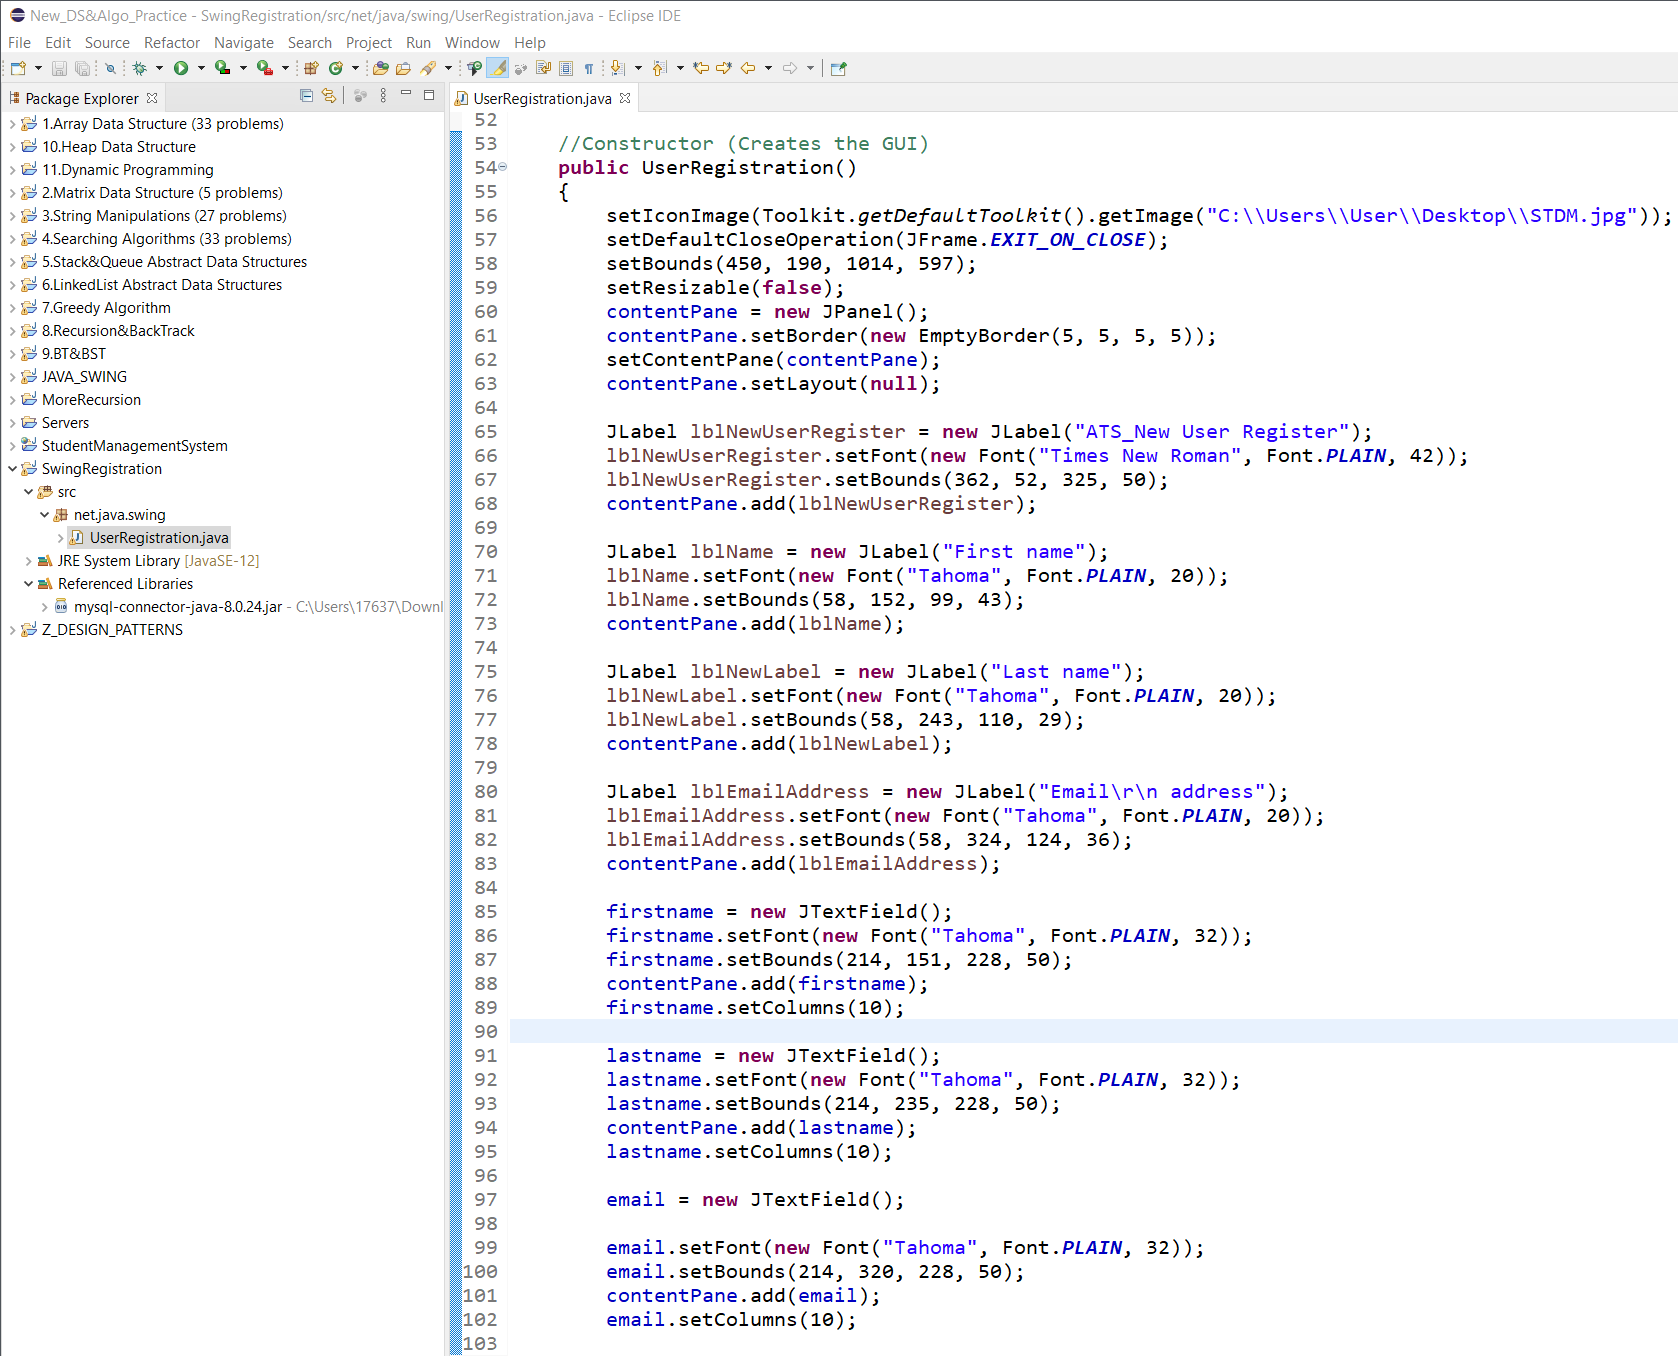 New_DS&Algo_Practice - SwingRegistration/src/net/java/swing/UserRegistration.java - Eclipse IDE
File Edit Source Refactor Navigate Search Project Run Window Help
Package Explorer
1.Array Data Structure (33 problems)
10.Heap Data Structure
11.Dynamic Programming
2.Matrix Data Structure (5 problems)
3.String Manipulations (27 problems)
4.Searching Algorithms (33 problems)
5.Stack&Queue Abstract Data Structures
6.LinkedList Abstract Data Structures
7.Greedy Algorithm
8.Recursion&BackTrack
9.BT&BST
JAVA_SWING
MoreRecursion
Servers
StudentManagementSystem
SwingRegistration
src
net.java.swing
UserRegistration.java
JRE System Library [JavaSE-12]
Referenced Libraries
mysql-connector-java-8.0.24.jar - C:\Users\17637\Downl
Z_DESIGN_PATTERNS
UserRegistration.java
52
53 //Constructor (Creates the GUI)
54 public UserRegistration()
55 {
56 setIconImage(Toolkit.getDefaultToolkit().getImage("C:\\Users\\User\\Desktop\\STDM.jpg"));
57 setDefaultCloseOperation(JFrame.EXIT_ON_CLOSE);
58 setBounds(450, 190, 1014, 597);
59 setResizable(false);
60 contentPane = new JPanel();
61 contentPane.setBorder(new EmptyBorder(5, 5, 5, 5));
62 setContentPane(contentPane);
63 contentPane.setLayout(null);
64
65 JLabel lblNewUserRegister = new JLabel("ATS_New User Register");
66 lblNewUserRegister.setFont(new Font("Times New Roman", Font.PLAIN, 42));
67 lblNewUserRegister.setBounds(362, 52, 325, 50);
68 contentPane.add(lblNewUserRegister);
69
70 JLabel lblName = new JLabel("First name");
71 lblName.setFont(new Font("Tahoma", Font.PLAIN, 20));
72 lblName.setBounds(58, 152, 99, 43);
73 contentPane.add(lblName);
74
75 JLabel lblNewLabel = new JLabel("Last name");
76 lblNewLabel.setFont(new Font("Tahoma", Font.PLAIN, 20));
77 lblNewLabel.setBounds(58, 243, 110, 29);
78 contentPane.add(lblNewLabel);
79
80 JLabel lblEmailAddress = new JLabel("Email\r\n address");
81 lblEmailAddress.setFont(new Font("Tahoma", Font.PLAIN, 20));
82 lblEmailAddress.setBounds(58, 324, 124, 36);
83 contentPane.add(lblEmailAddress);
84
85 firstname = new JTextField();
86 firstname.setFont(new Font("Tahoma", Font.PLAIN, 32));
87 firstname.setBounds(214, 151, 228, 50);
88 contentPane.add(firstname);
89 firstname.setColumns(10);
90
91 lastname = new JTextField();
92 lastname.setFont(new Font("Tahoma", Font.PLAIN, 32));
93 lastname.setBounds(214, 235, 228, 50);
94 contentPane.add(lastname);
95 lastname.setColumns(10);
96
97 email = new JTextField();
98
99 email.setFont(new Font("Tahoma", Font.PLAIN, 32));
100 email.setBounds(214, 320, 228, 50);
101 contentPane.add(email);
102 email.setColumns(10);
103